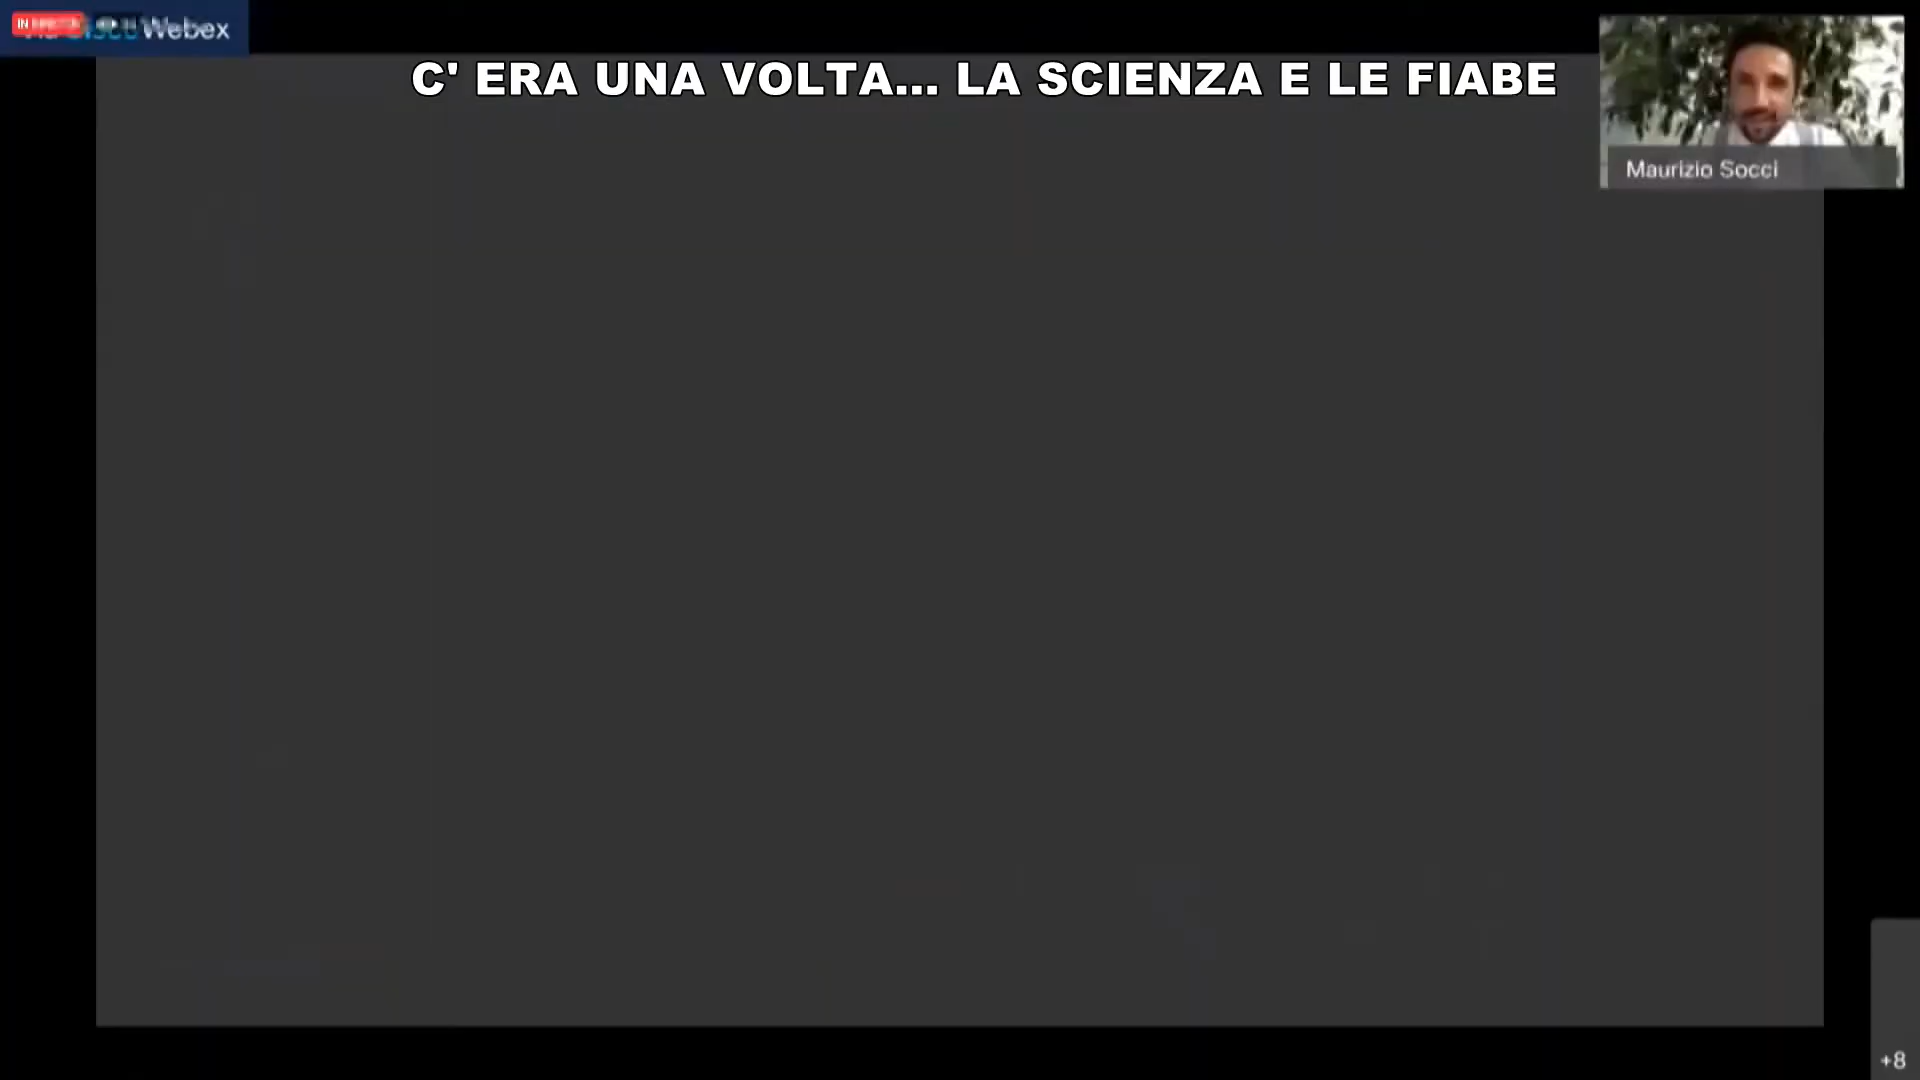 Webex
C' ERA UNA VOLTA... LA SCIENZA E LE FIABE
Maurizio Socci
+8